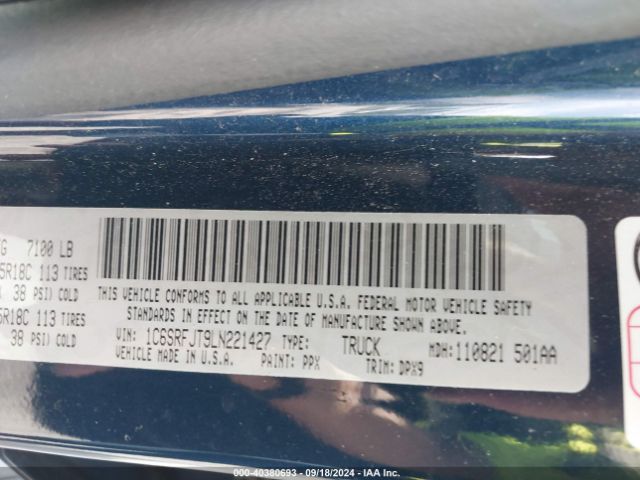 7100 LB
5R18C 113 TIRES
38 PSI) COLD
5R18C 113 TIRES
38 PSI) COLD
THIS VEHICLE CONFORMS TO ALL APPLICABLE U.S.A. FEDERAL MOTOR VEHICLE SAFETY
STANDARDS IN EFFECT ON THE DATE OF MANUFACTURE SHOWN ABOVE.
VIN: 1C6SRFJT9LN221427 TYPE: TRUCK MDH: 110821 501AA
VEHICLE MADE IN U.S.A. PAINT: PPX TRIM: DPX9
000-40380693 - 09/18/2024 - IAA Inc.